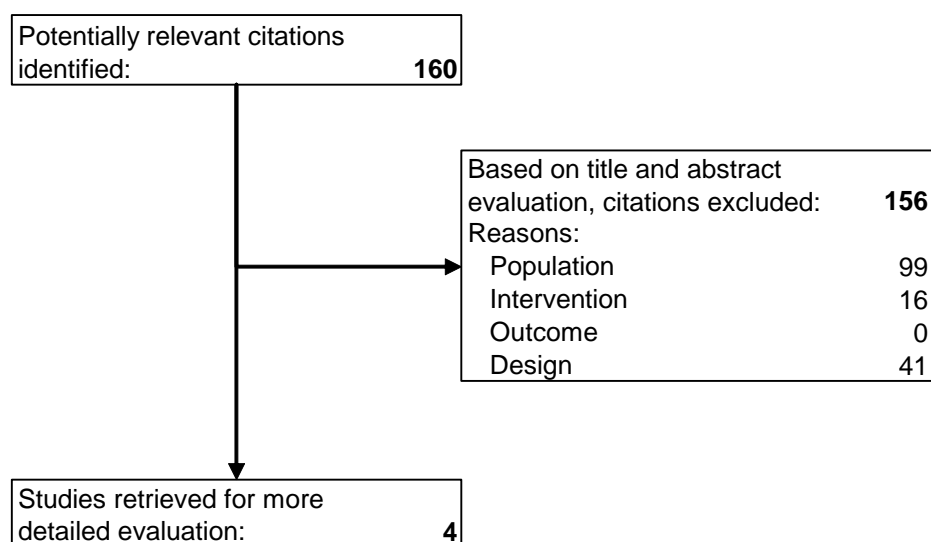 Potentially relevant citations
identified: 160
Based on title and abstract
evaluation, citations excluded: 156
Reasons:
Population 99
Intervention 16
Outcome 0
Design 41
Studies retrieved for more
detailed evaluation: 4